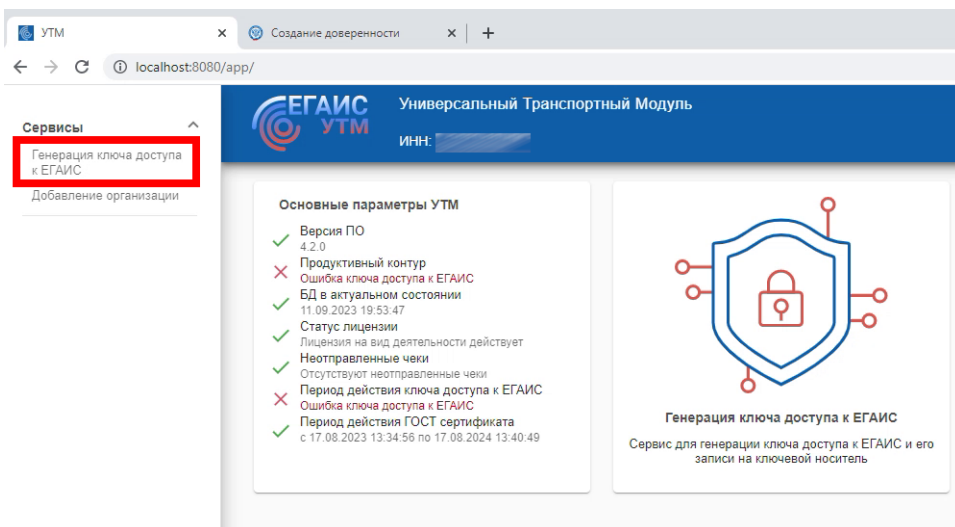 УТМ
Создание доверенности
localhost:8080/app/
Сервисы
Генерация ключа доступа
к ЕГАИС
Добавление организации
ЕГАИС
УТМ
Универсальный Транспортный Модуль
ИНН:
Основные параметры УТМ
Версия ПО
4.2.0
Продуктивный контур
Ошибка ключа доступа к ЕГАИС
БД в актуальном состоянии
11.09.2023 19:53:47
Статус лицензии
Лицензия на вид деятельности действует
Неотправленные чеки
Отсутствуют неотправленные чеки
Период действия ключа доступа к ЕГАИС
Ошибка ключа доступа к ЕГАИС
Период действия ГОСТ сертификата
с 17.08.2023 13:34:56 по 17.08.2024 13:40:49
Генерация ключа доступа к ЕГАИС
Сервис для генерации ключа доступа к ЕГАИС и его
записи на ключевой носитель